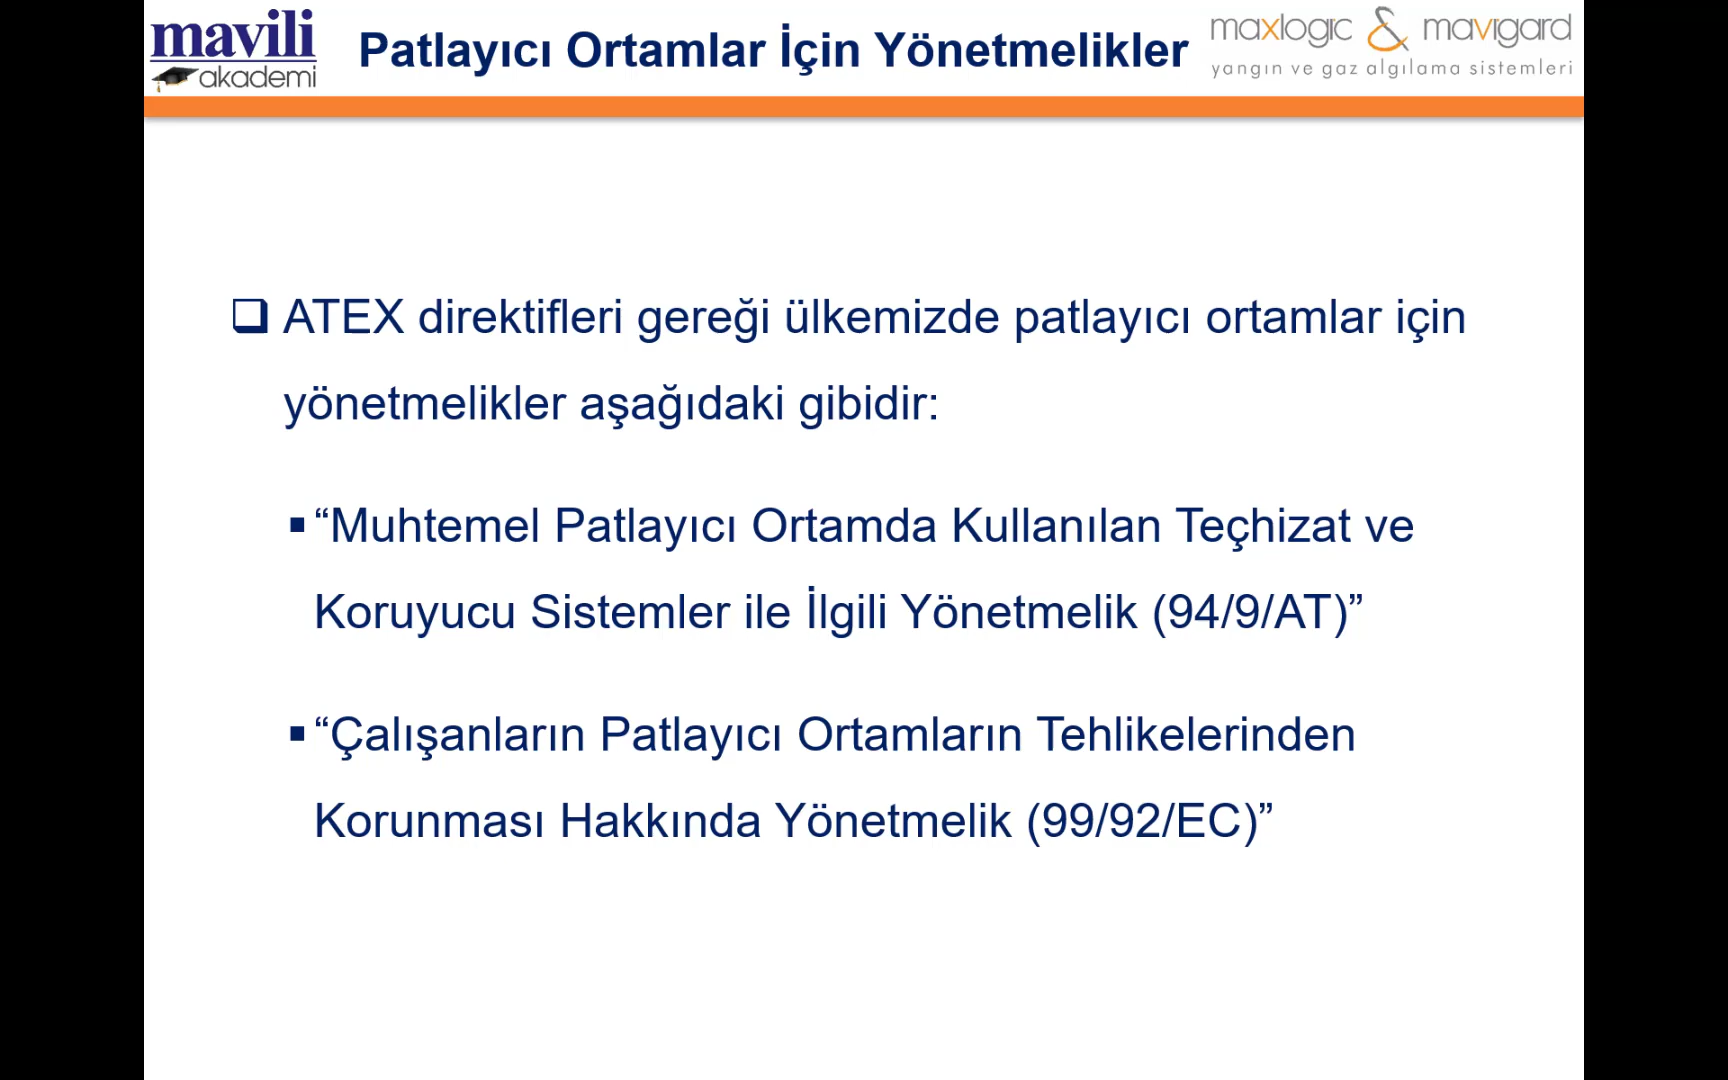 mavili
akademi
Patlayıcı Ortamlar İçin Yönetmelikler
maxlogic & mavigard
yangın ve gaz algılama sistemleri
ATEX direktifleri gereği ülkemizde patlayıcı ortamlar için
yönetmelikler aşağıdaki gibidir:
“Muhtemel Patlayıcı Ortamda Kullanılan Teçhizat ve
Koruyucu Sistemler ile İlgili Yönetmelik (94/9/AT)”
“Çalışanların Patlayıcı Ortamların Tehlikelerinden
Korunması Hakkında Yönetmelik (99/92/EC)”